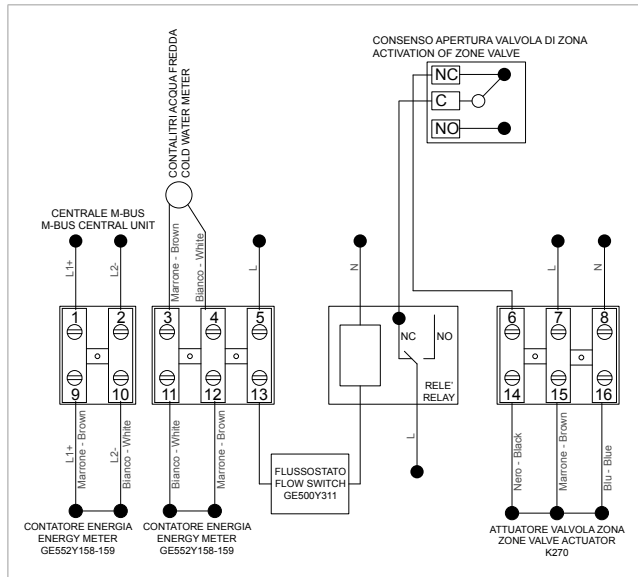 CONSENSO APERTURA VALVOLA DI ZONA
ACTIVATION OF ZONE VALVE
NC
C
NO
CONTALITRI ACQUA FREDDA
COLD WATER METER
CENTRALE M-BUS
M-BUS CENTRAL UNIT
L1+
L2-
Marrone - Brown
Bianco - White
L
N
L
N
1
2
3
4
5
NC
NO
RELE'
RELAY
6
7
8
9
10
11
12
13
14
15
16
L1+
Marrone - Brown
L2-
Bianco - White
Bianco - White
Marrone - Brown
FLUSSOSTATO
FLOW SWITCH
GE500Y311
L
Nero - Black
Marrone - Brown
Blu - Blue
CONTATORE ENERGIA
ENERGY METER
GE552Y158-159
CONTATORE ENERGIA
ENERGY METER
GE552Y158-159
ATTUATORE VALVOLA ZONA
ZONE VALVE ACTUATOR
K270